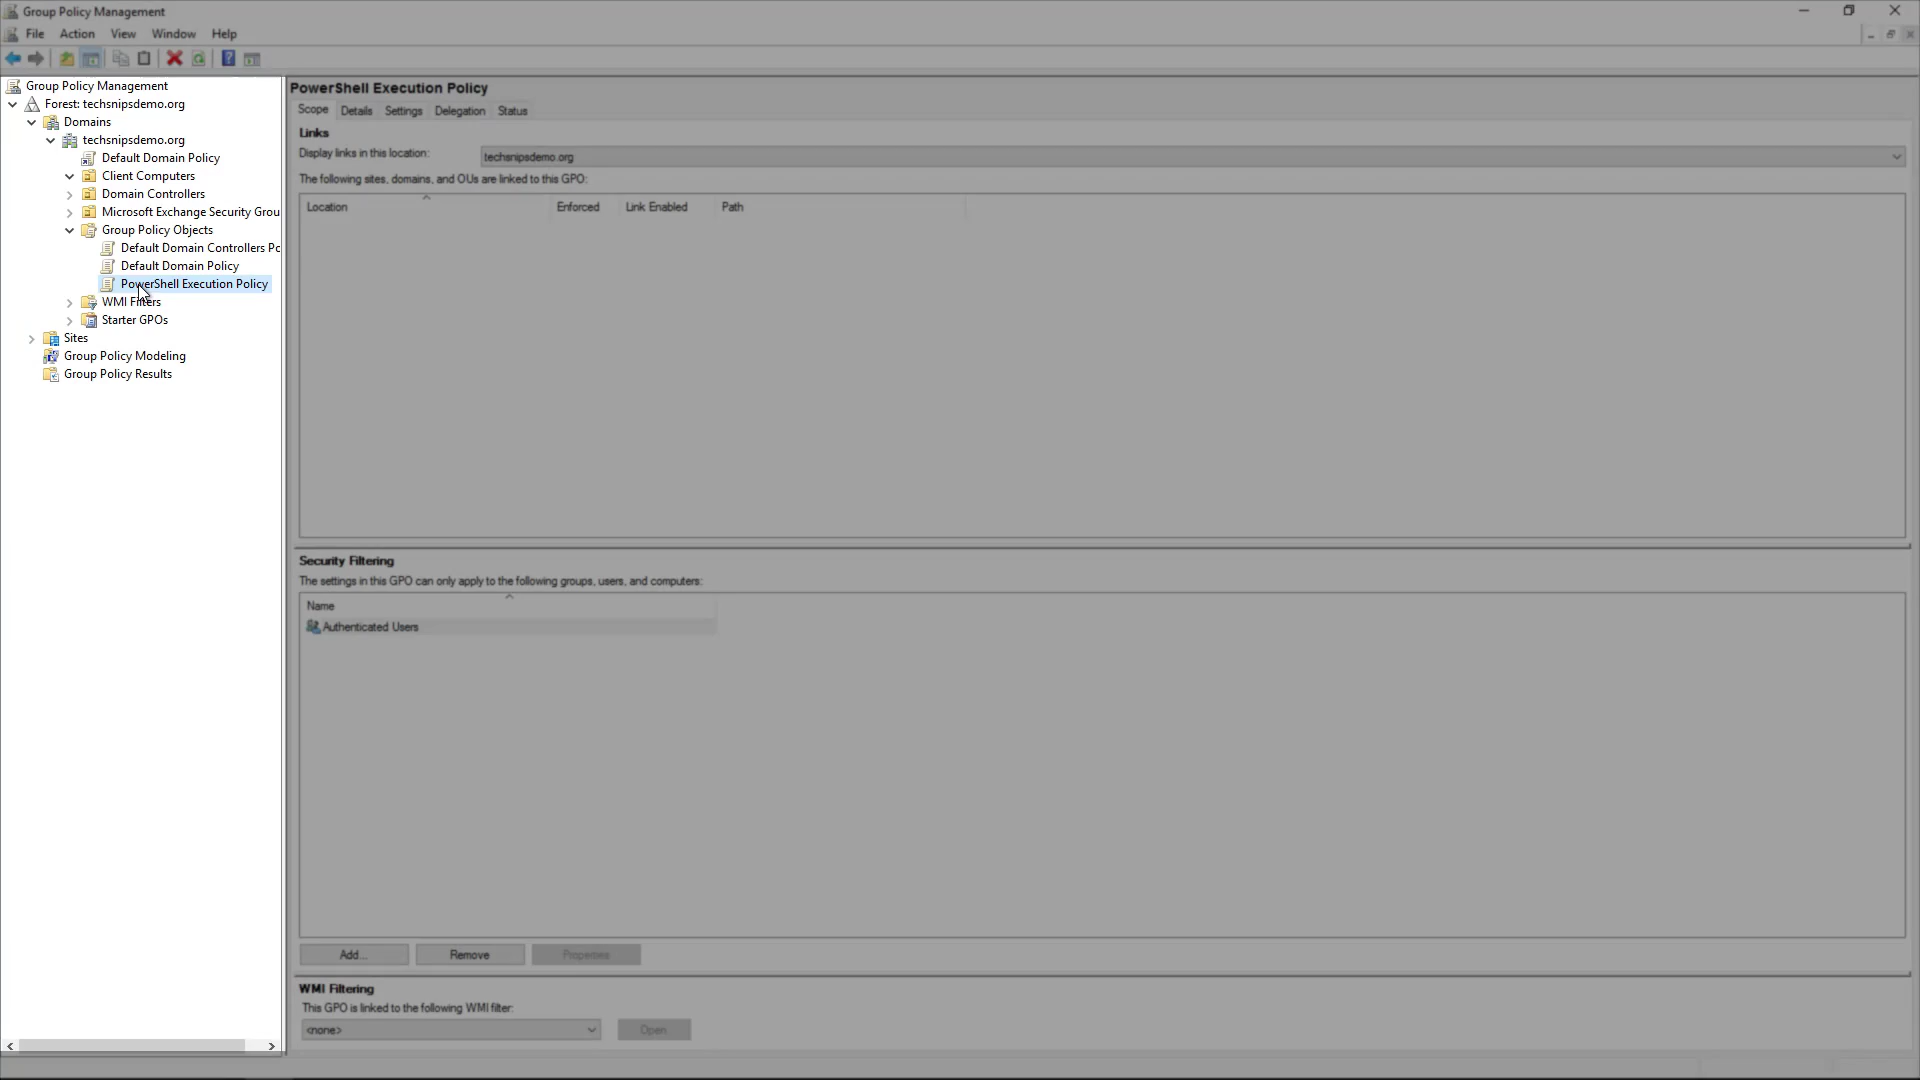 Group Policy Management
File Action View Window Help
Group Policy Management
Forest: techsnipsdemo.org
Domains
techsnipsdemo.org
Default Domain Policy
Client Computers
Domain Controllers
Microsoft Exchange Security Grou
Group Policy Objects
Default Domain Controllers Pc
Default Domain Policy
PowerShell Execution Policy
WMI Filters
Starter GPOs
Sites
Group Policy Modeling
Group Policy Results
PowerShell Execution Policy
Scope Details Settings Delegation Status
Links
Display links in this location: techsnipsdemo.org
The following sites, domains, and OUs are linked to this GPO:
Location Enforced Link Enabled Path
Security Filtering
The settings in this GPO can only apply to the following groups, users, and computers:
Name
Authenticated Users
Add... Remove Properties
WMI Filtering
This GPO is linked to the following WMI filter:
<none> Open